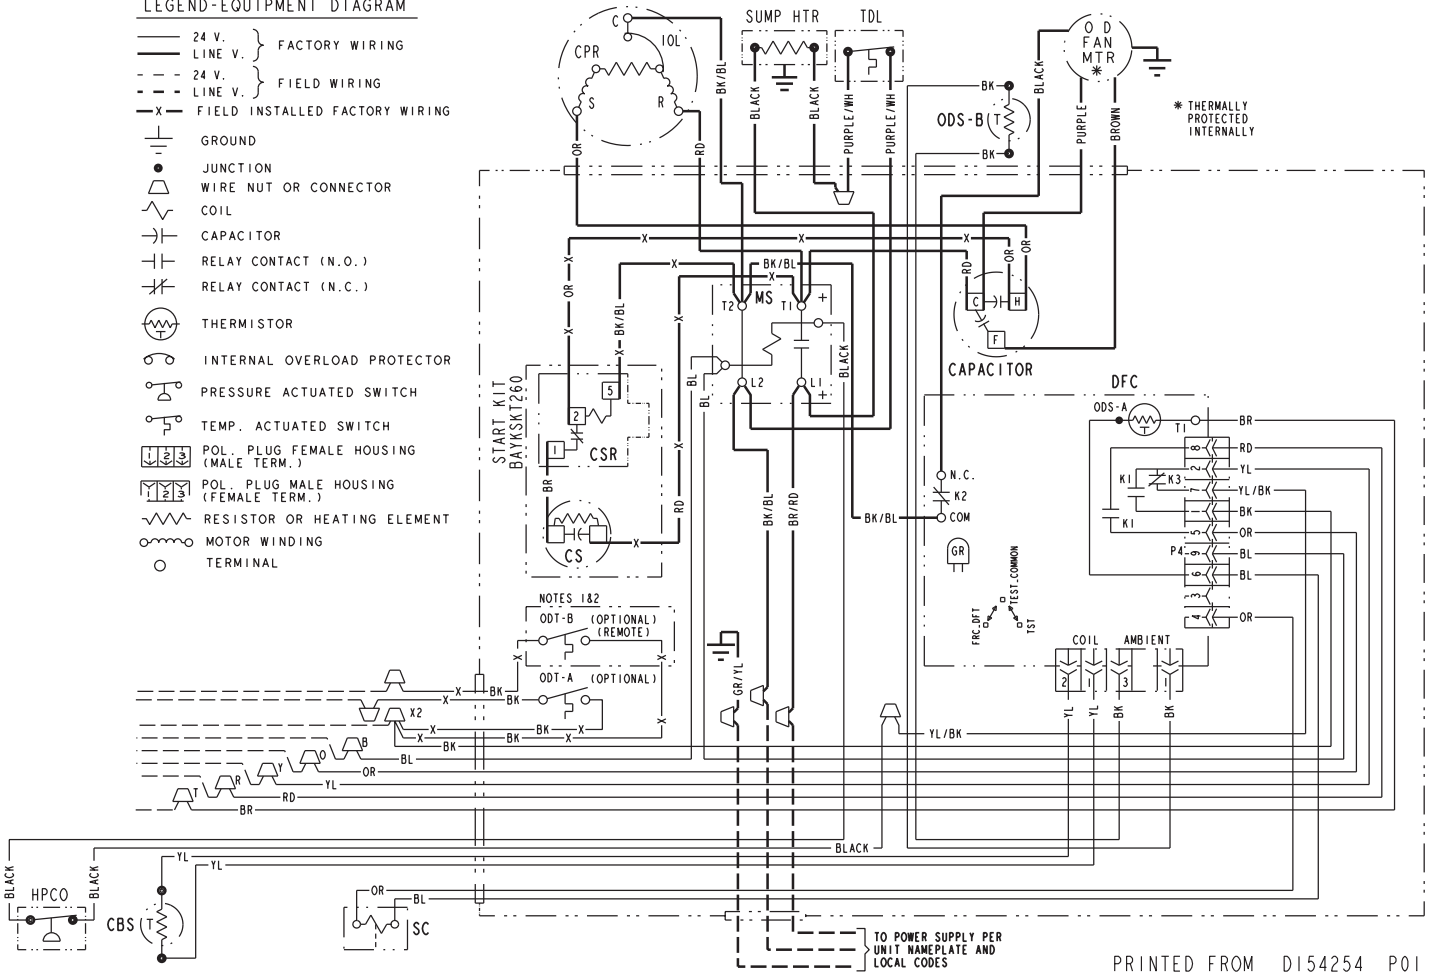 LEGEND-EQUIPMENT DIAGRAM
24 V.
LINE V.
FACTORY WIRING
24 V.
LINE V.
FIELD WIRING
X FIELD INSTALLED FACTORY WIRING
GROUND
JUNCTION
WIRE NUT OR CONNECTOR
COIL
CAPACITOR
RELAY CONTACT (N.O.)
RELAY CONTACT (N.C.)
T
THERMISTOR
INTERNAL OVERLOAD PROTECTOR
PRESSURE ACTUATED SWITCH
TEMP. ACTUATED SWITCH
1 2 3
POL. PLUG FEMALE HOUSING
(MALE TERM.)
1 2 3
POL. PLUG MALE HOUSING
(FEMALE TERM.)
RESISTOR OR HEATING ELEMENT
MOTOR WINDING
TERMINAL
C
IOL
CPR
S
R
OR
RD
BK/BL
SUMP HTR
BLACK
BLACK
TDL
PURPLE/WH
PURPLE/WH
BK
ODS-B
T
BK
BLACK
O D
FAN
MTR
*
PURPLE
BROWN
* THERMALLY
PROTECTED
INTERNALLY
X
X
X
X
X
OR
X
X
BK/BL
X
BK/BL
X
X
X
X
RD
X
RD
OR
OR
C
H
F
CAPACITOR
MS
T2
T1
+
L2
L1
+
BL
BL
BLACK
START KIT
BAYKSKT260
5
2
1
CSR
BR
CS
BK/BL
BR/RD
BK/BL
N.C.
K2
COM
GR
TEST_COMMON
FRC_DFT
TST
DFC
ODS-A
T
T1
BR
8
RD
2
YL
7
YL/BK
1
BK
5
OR
9
BL
6
BL
3
4
OR
K1
K3
K1
P4
COIL
AMBIENT
2
1
3
1
YL
YL
BK
BK
NOTES 1&2
ODT-B (OPTIONAL)
(REMOTE)
ODT-A (OPTIONAL)
X
X
X
X
BK
X
BK
X2
X
BK
X
X
BK
X
BK
B
BL
O
OR
Y
YL
R
RD
T
BR
GR/YL
YL/BK
BLACK
YL
YL
BLACK
BLACK
HPCO
CBS
T
OR
BL
SC
TO POWER SUPPLY PER
UNIT NAMEPLATE AND
LOCAL CODES
PRINTED FROM D154254 P01